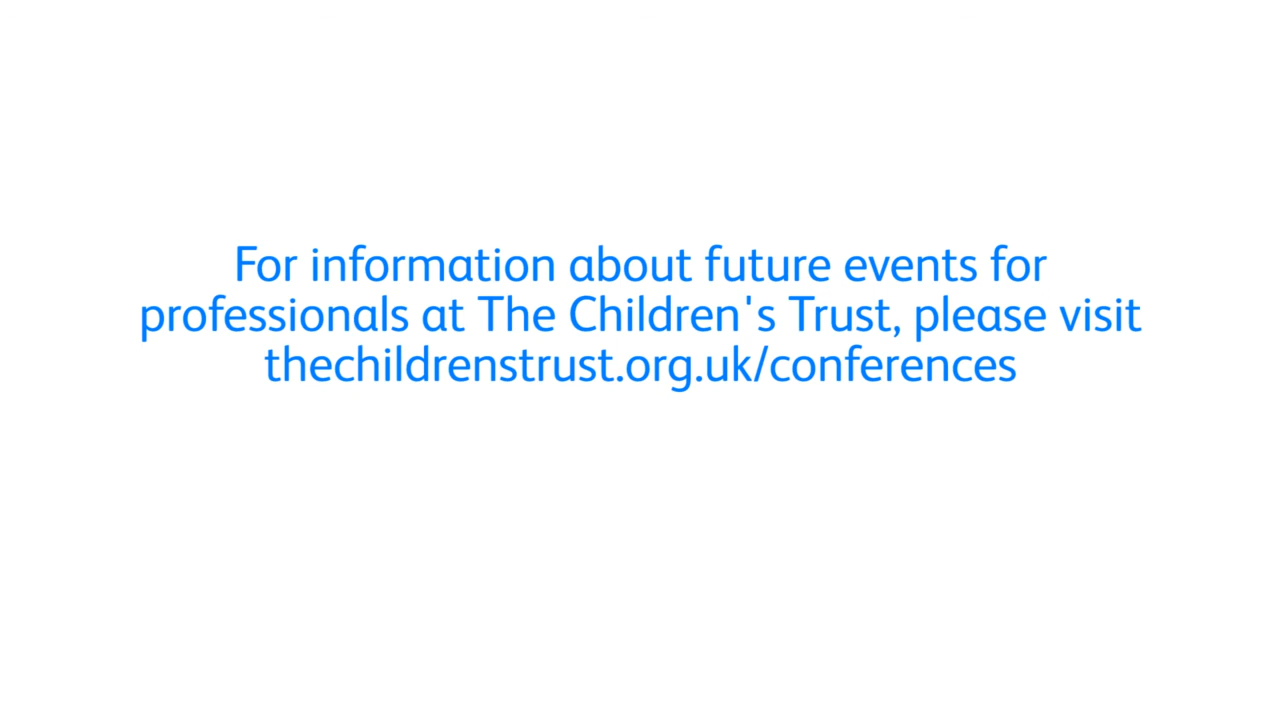 For information about future events for
professionals at The Children's Trust, please visit
thechildrenstrust.org.uk/conferences